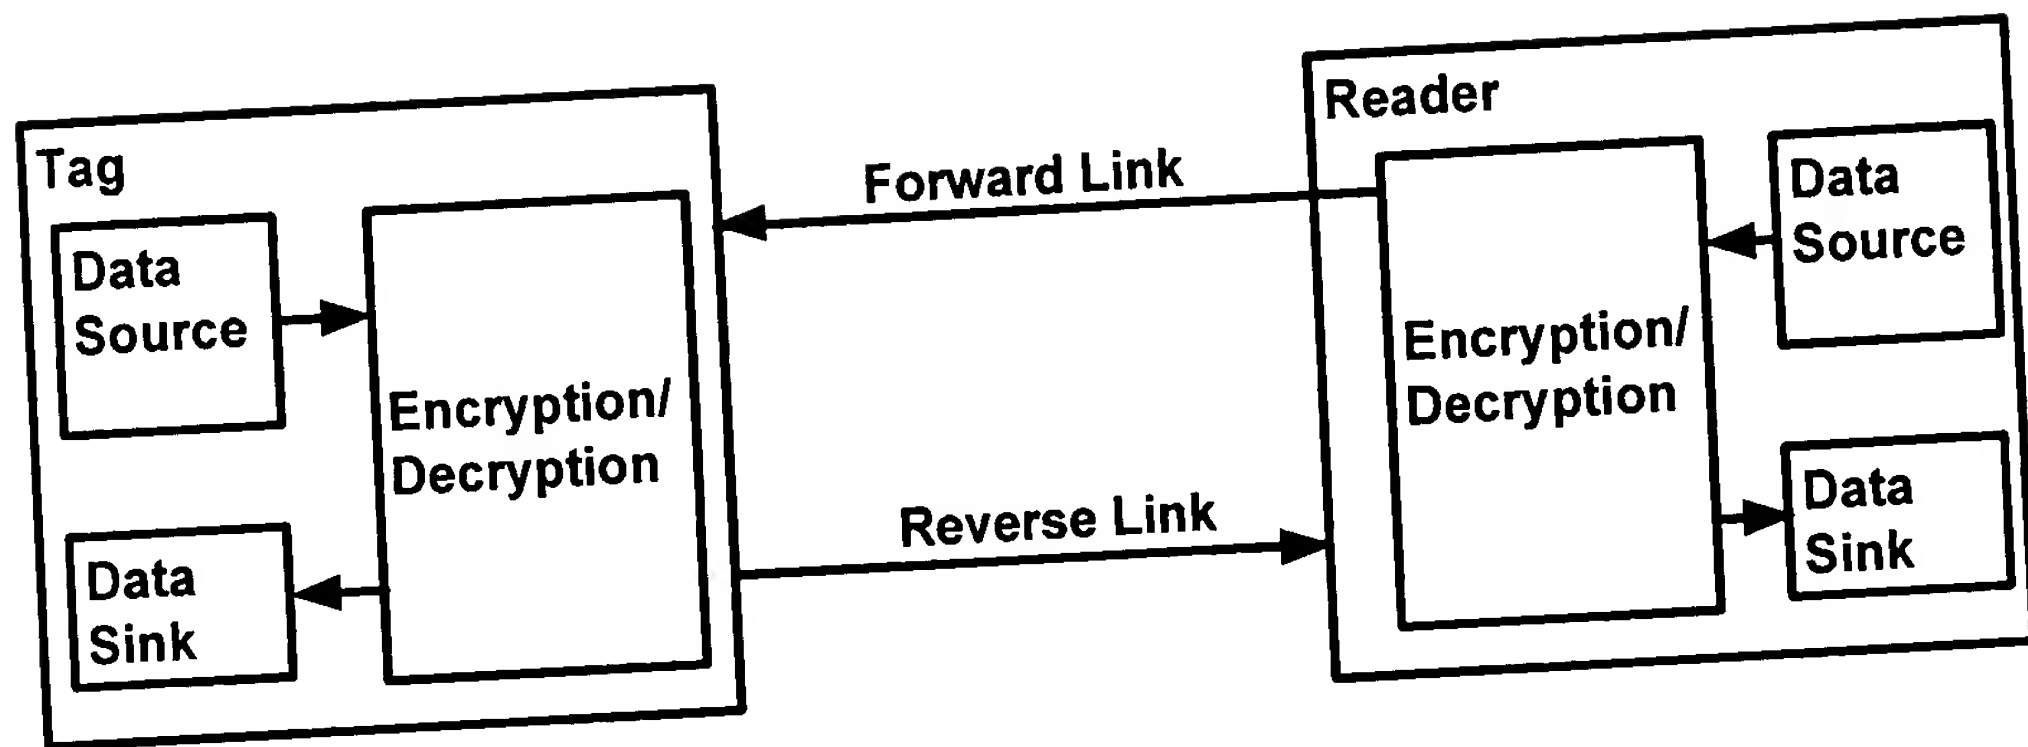 Tag
Data
Source
Encryption/
Decryption
Data
Sink
Forward Link
Reverse Link
Reader
Encryption/
Decryption
Data
Source
Data
Sink